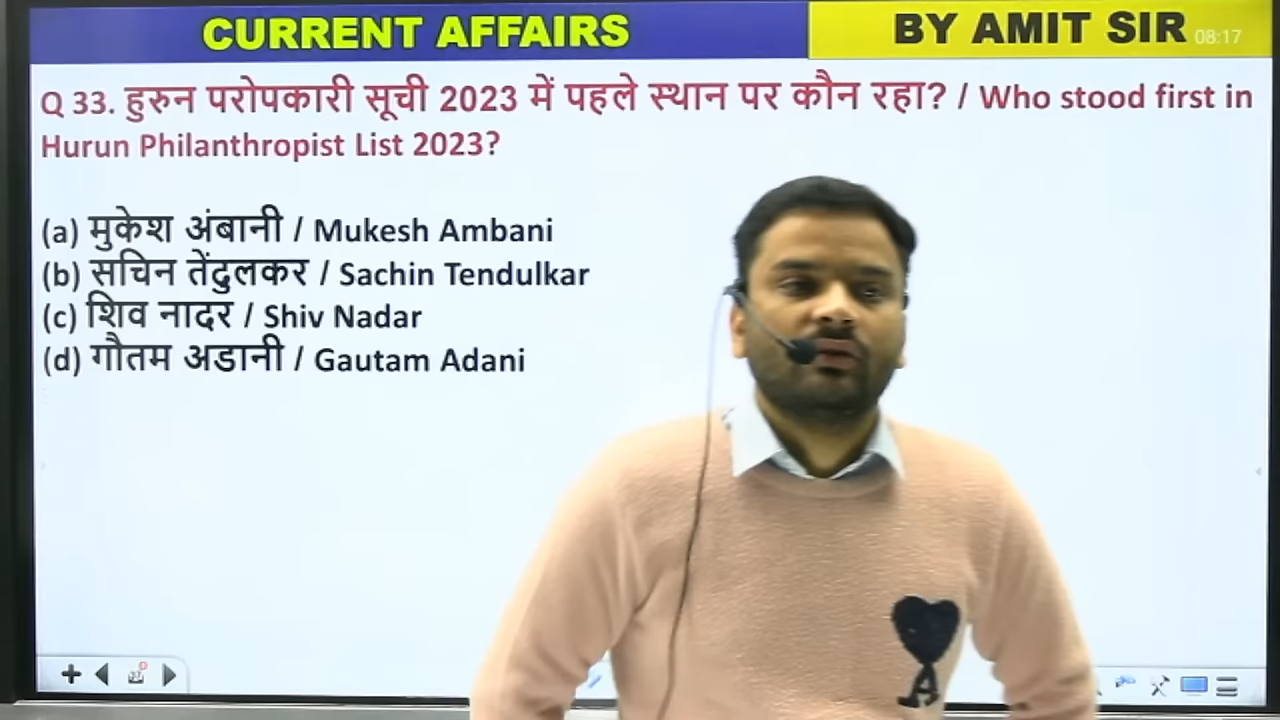 CURRENT AFFAIRS
BY AMIT SIR
08:17
Q 33. हुरुन परोपकारी सूची 2023 में पहले स्थान पर कौन रहा? / Who stood first in
Hurun Philanthropist List 2023?
(a) मुकेश अंबानी / Mukesh Ambani
(b) सचिन तेंदुलकर / Sachin Tendulkar
(c) शिव नादर / Shiv Nadar
(d) गौतम अडानी / Gautam Adani
A